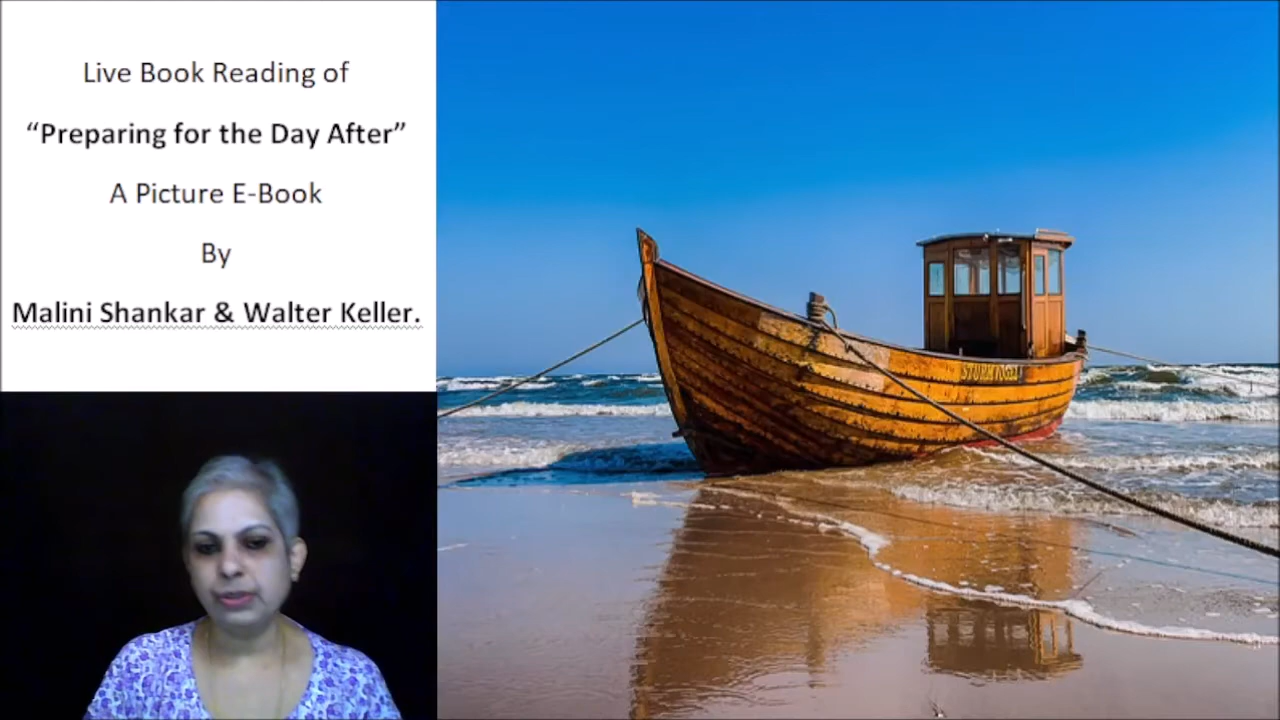 Live Book Reading of
“Preparing for the Day After”
A Picture E-Book
By
Malini Shankar & Walter Keller.